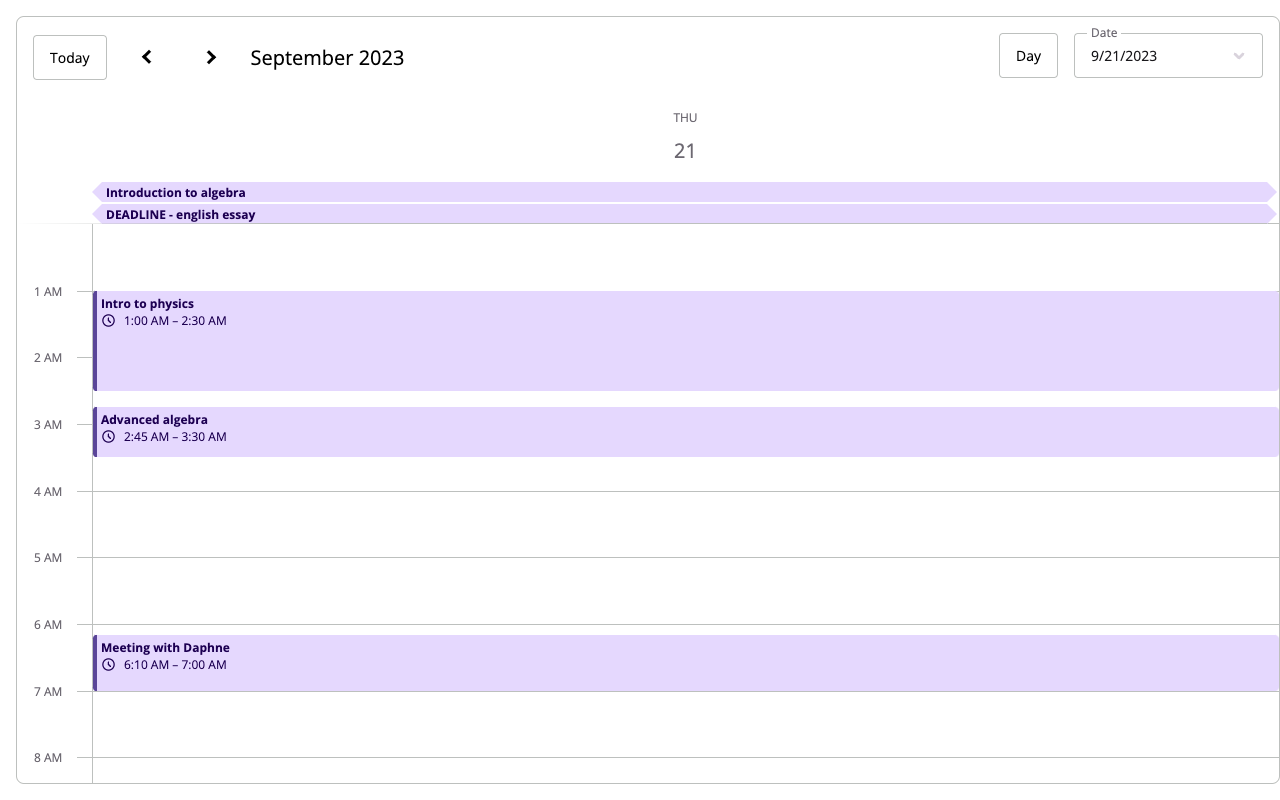 Today
September 2023
Day
Date
9/21/2023
THU
21
Introduction to algebra
DEADLINE - english essay
1 AM
Intro to physics
1:00 AM – 2:30 AM
2 AM
Advanced algebra
3 AM
2:45 AM – 3:30 AM
4 AM
5 AM
6 AM
Meeting with Daphne
6:10 AM – 7:00 AM
7 AM
8 AM